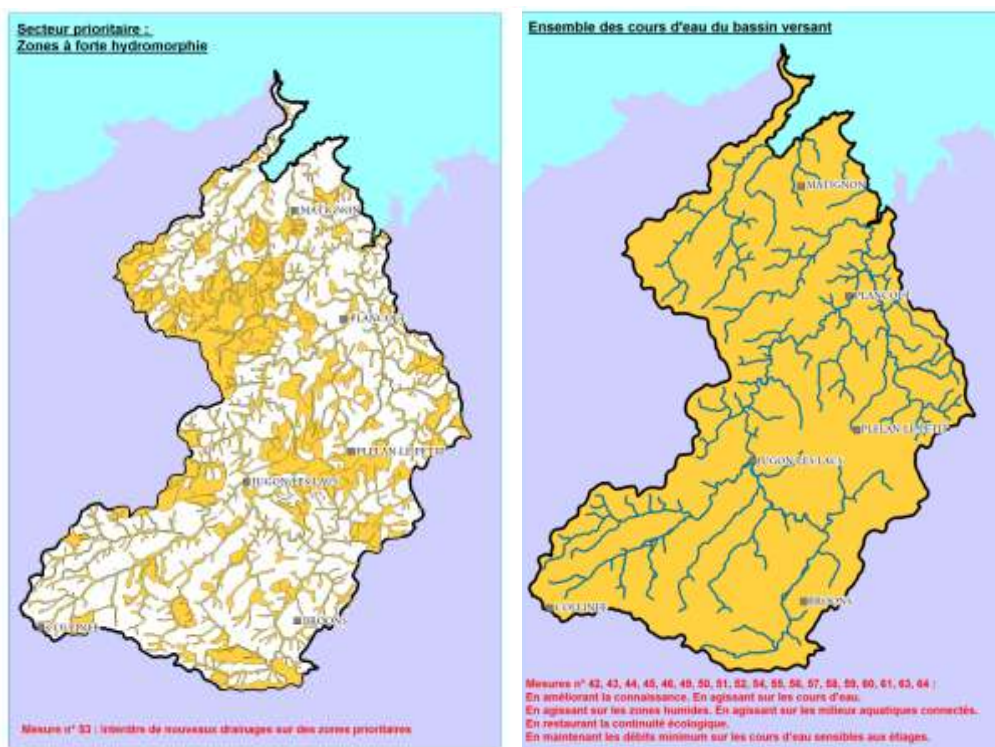 Secteur prioritaire :
Zones à forte hydromorphie
MATIGNON
PLANCOET
PLELAN-LE-PETIT
JUGON-LES-LACS
COLLINEE
BROONS
Mesure n° 53 : Interdire de nouveaux drainages sur des zones prioritaires
Ensemble des cours d'eau du bassin versant
MATIGNON
PLANCOET
PLELAN-LE-PETIT
JUGON-LES-LACS
COLLINEE
BROONS
Mesures n° 42, 43, 44, 45, 46, 49, 50, 51, 52, 54, 55, 56, 57, 58, 59, 60, 61, 63, 64 :
En améliorant la connaissance. En agissant sur les cours d'eau.
En agissant sur les zones humides. En agissant sur les milieux aquatiques connectés.
En restaurant la continuité écologique.
En maintenant les débits minimum sur les cours d'eau sensibles aux étiages.